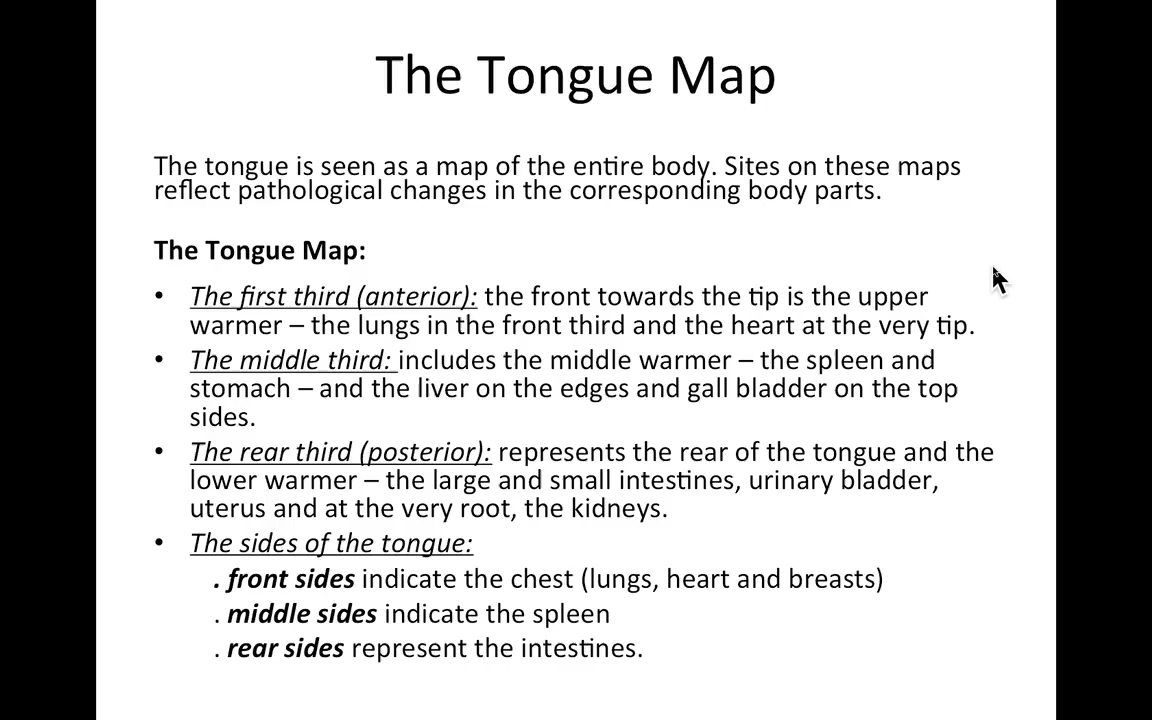 The Tongue Map
The tongue is seen as a map of the entire body. Sites on these maps
reflect pathological changes in the corresponding body parts.
The Tongue Map:
• The first third (anterior): the front towards the tip is the upper
warmer – the lungs in the front third and the heart at the very tip.
• The middle third: includes the middle warmer – the spleen and
stomach – and the liver on the edges and gall bladder on the top
sides.
• The rear third (posterior): represents the rear of the tongue and the
lower warmer – the large and small intestines, urinary bladder,
uterus and at the very root, the kidneys.
• The sides of the tongue:
. front sides indicate the chest (lungs, heart and breasts)
. middle sides indicate the spleen
. rear sides represent the intestines.